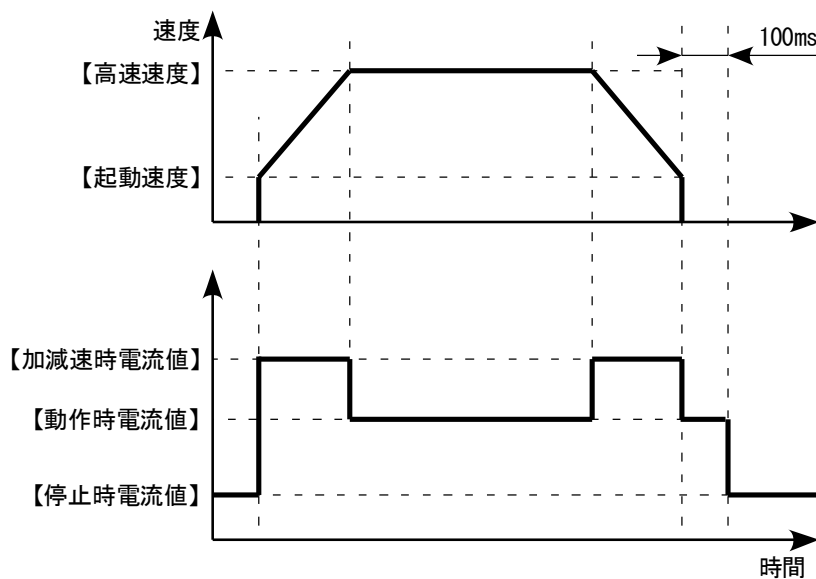 速度
100ms
【高速速度】
【起動速度】
【加減速時電流値】
【動作時電流値】
【停止時電流値】
時間